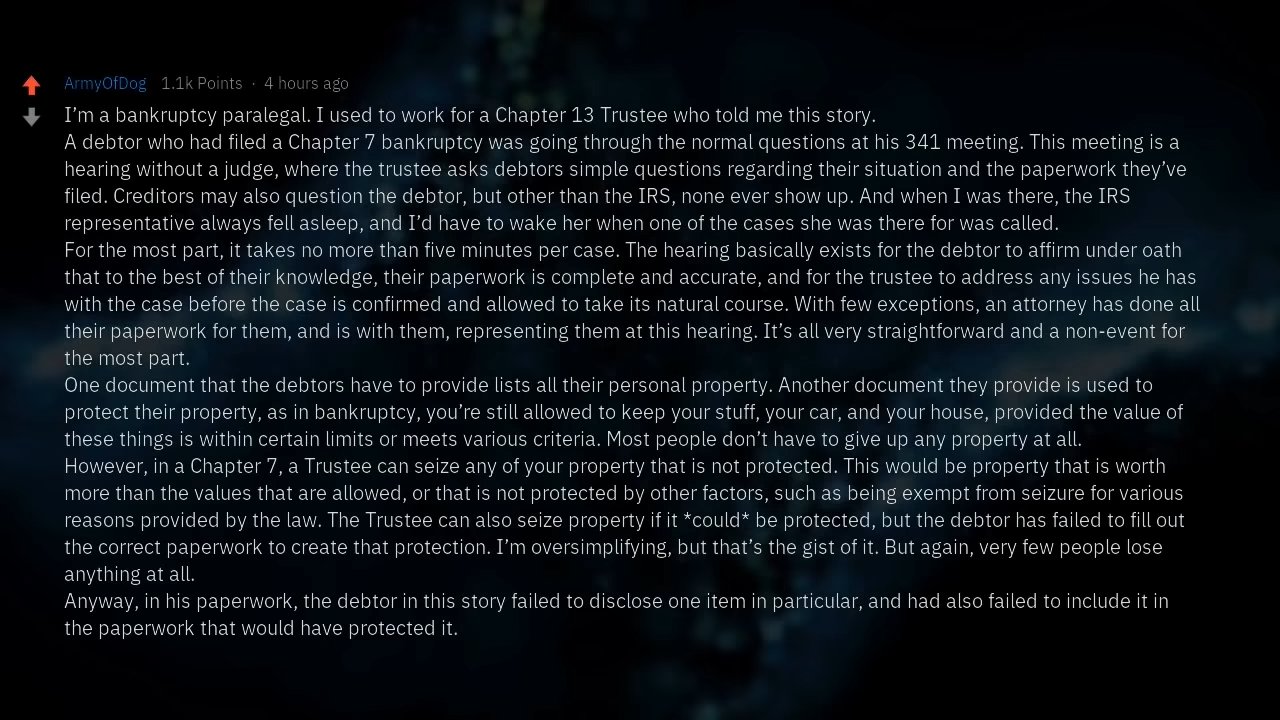 ArmyOfDog 1.1k Points · 4 hours ago
I’m a bankruptcy paralegal. I used to work for a Chapter 13 Trustee who told me this story.
A debtor who had filed a Chapter 7 bankruptcy was going through the normal questions at his 341 meeting. This meeting is a
hearing without a judge, where the trustee asks debtors simple questions regarding their situation and the paperwork they’ve
filed. Creditors may also question the debtor, but other than the IRS, none ever show up. And when I was there, the IRS
representative always fell asleep, and I’d have to wake her when one of the cases she was there for was called.
For the most part, it takes no more than five minutes per case. The hearing basically exists for the debtor to affirm under oath
that to the best of their knowledge, their paperwork is complete and accurate, and for the trustee to address any issues he has
with the case before the case is confirmed and allowed to take its natural course. With few exceptions, an attorney has done all
their paperwork for them, and is with them, representing them at this hearing. It’s all very straightforward and a non-event for
the most part.
One document that the debtors have to provide lists all their personal property. Another document they provide is used to
protect their property, as in bankruptcy, you’re still allowed to keep your stuff, your car, and your house, provided the value of
these things is within certain limits or meets various criteria. Most people don’t have to give up any property at all.
However, in a Chapter 7, a Trustee can seize any of your property that is not protected. This would be property that is worth
more than the values that are allowed, or that is not protected by other factors, such as being exempt from seizure for various
reasons provided by the law. The Trustee can also seize property if it *could* be protected, but the debtor has failed to fill out
the correct paperwork to create that protection. I’m oversimplifying, but that’s the gist of it. But again, very few people lose
anything at all.
Anyway, in his paperwork, the debtor in this story failed to disclose one item in particular, and had also failed to include it in
the paperwork that would have protected it.